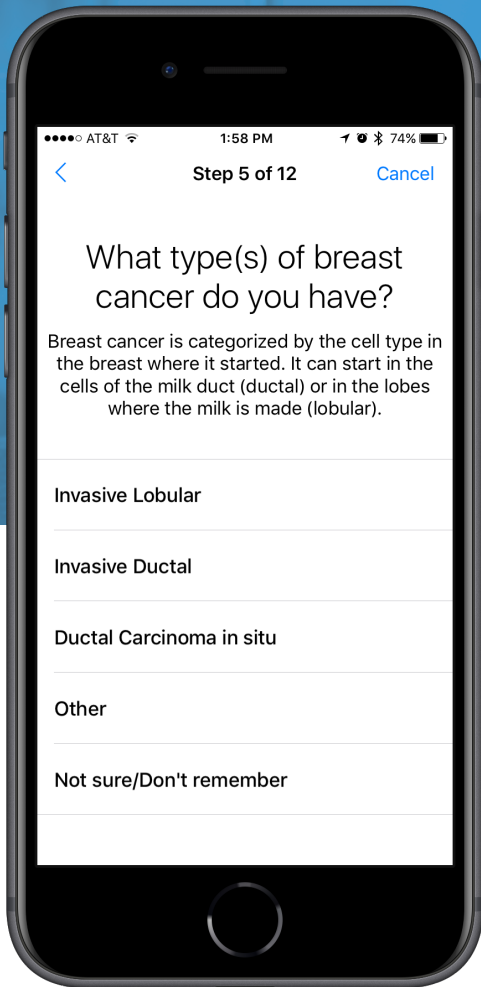 AT&T 1:58 PM 74%
Step 5 of 12 Cancel
What type(s) of breast
cancer do you have?
Breast cancer is categorized by the cell type in
the breast where it started. It can start in the
cells of the milk duct (ductal) or in the lobes
where the milk is made (lobular).
Invasive Lobular
Invasive Ductal
Ductal Carcinoma in situ
Other
Not sure/Don't remember